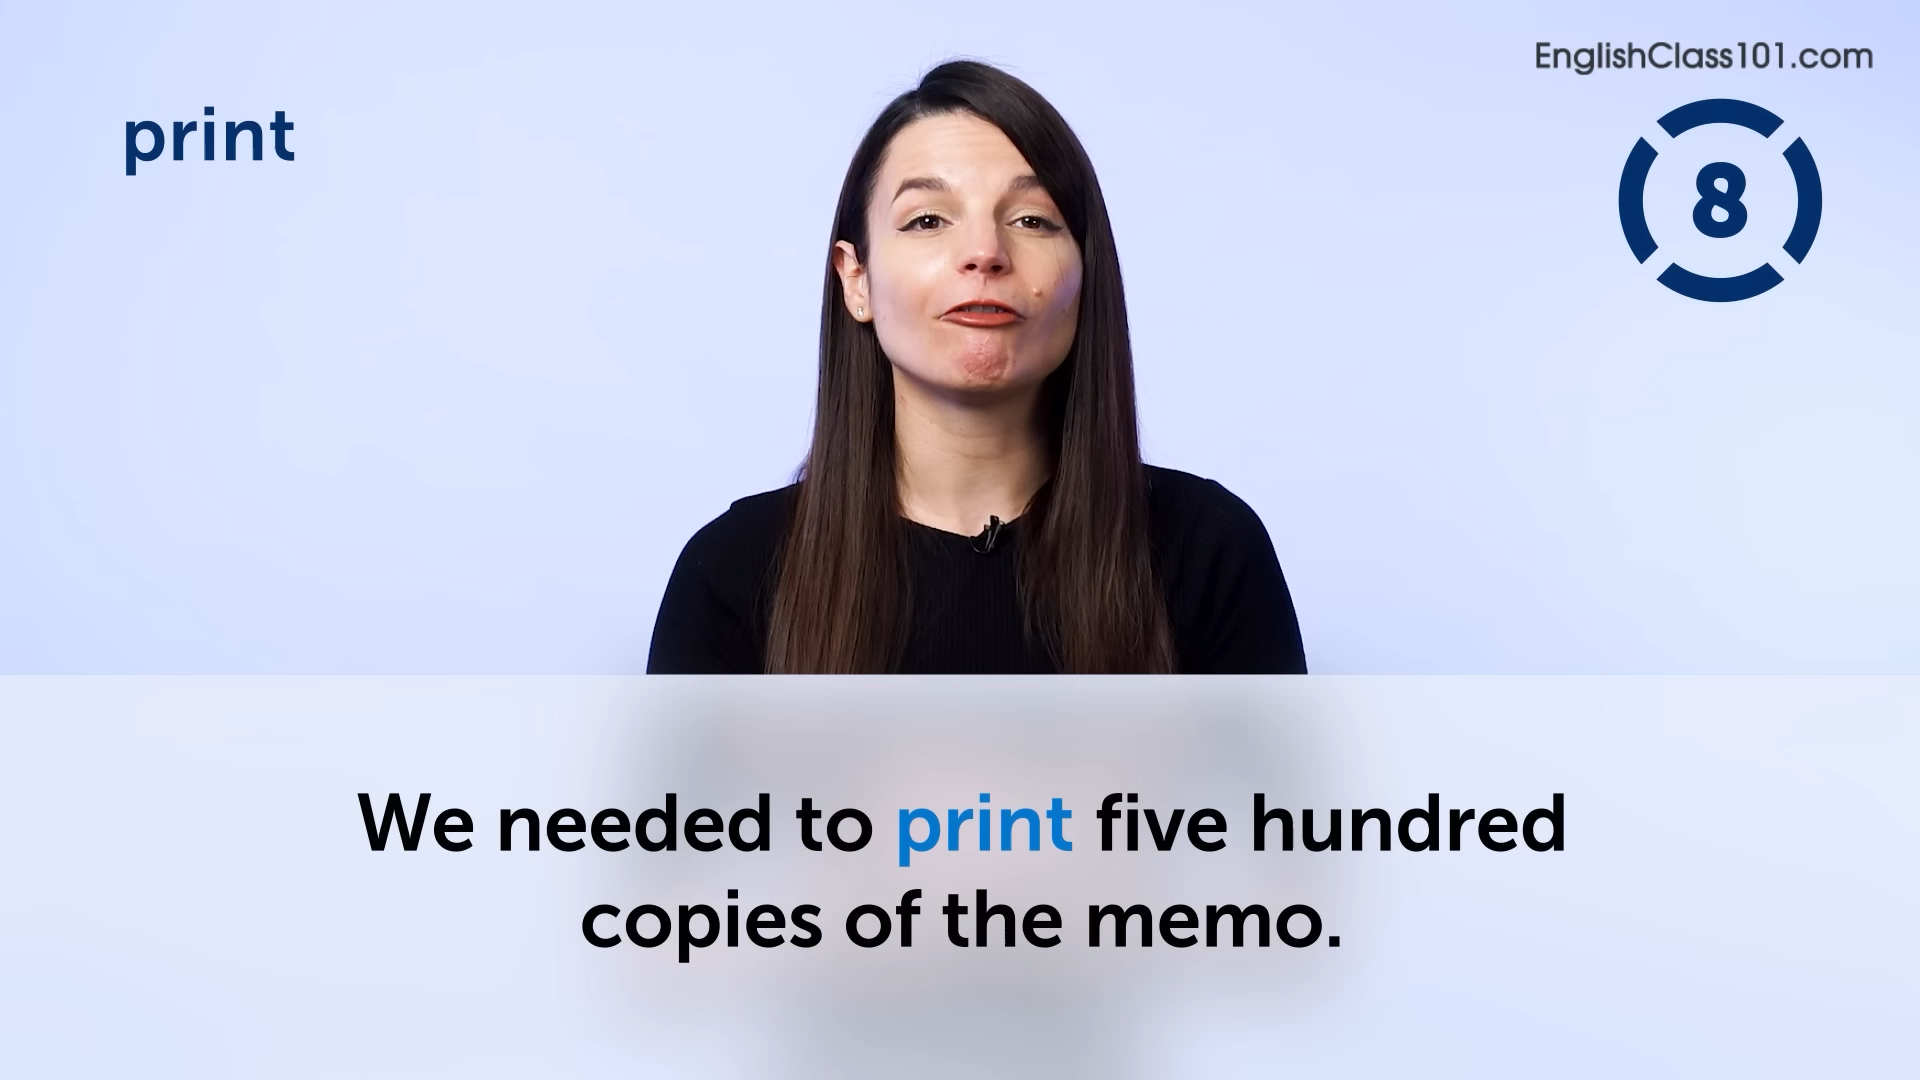 EnglishClass101.com
print
8
We needed to print five hundred
copies of the memo.